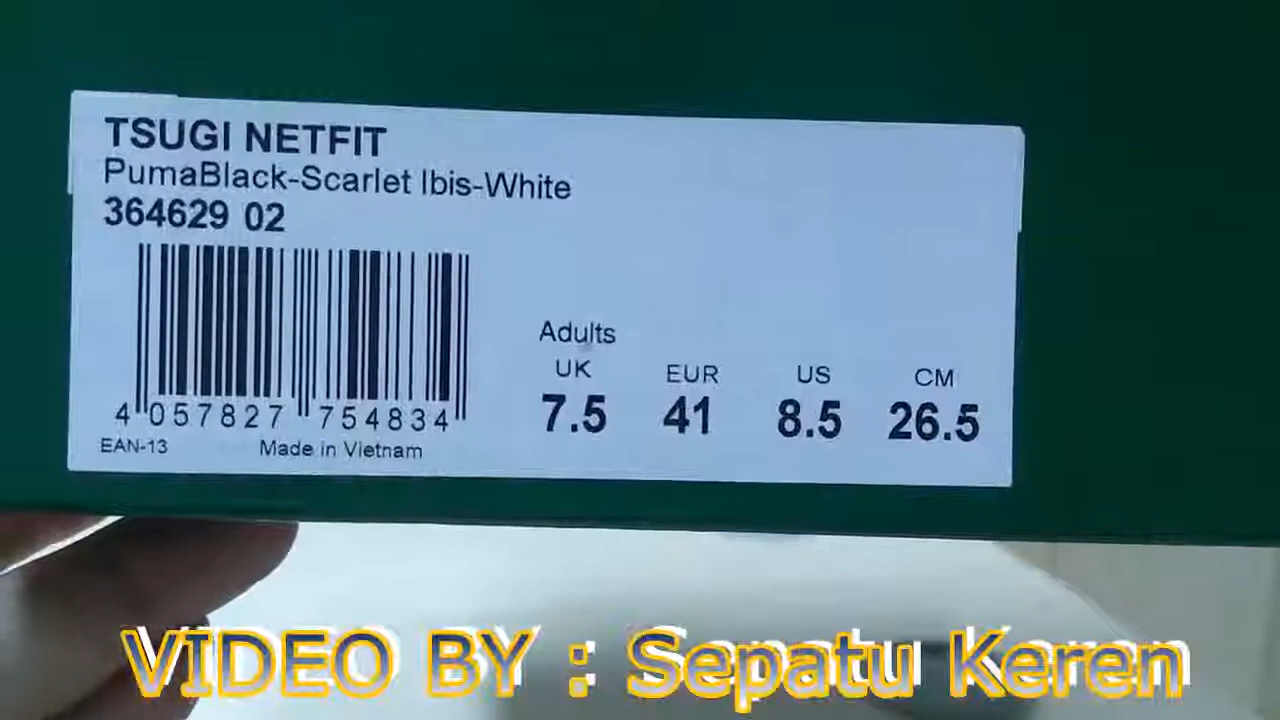 TSUGI NETFIT
PumaBlack-Scarlet Ibis-White
364629 02
4 057827 754834
EAN-13 Made in Vietnam
Adults
UK EUR US CM
7.5 41 8.5 26.5
VIDEO BY : Sepatu Keren